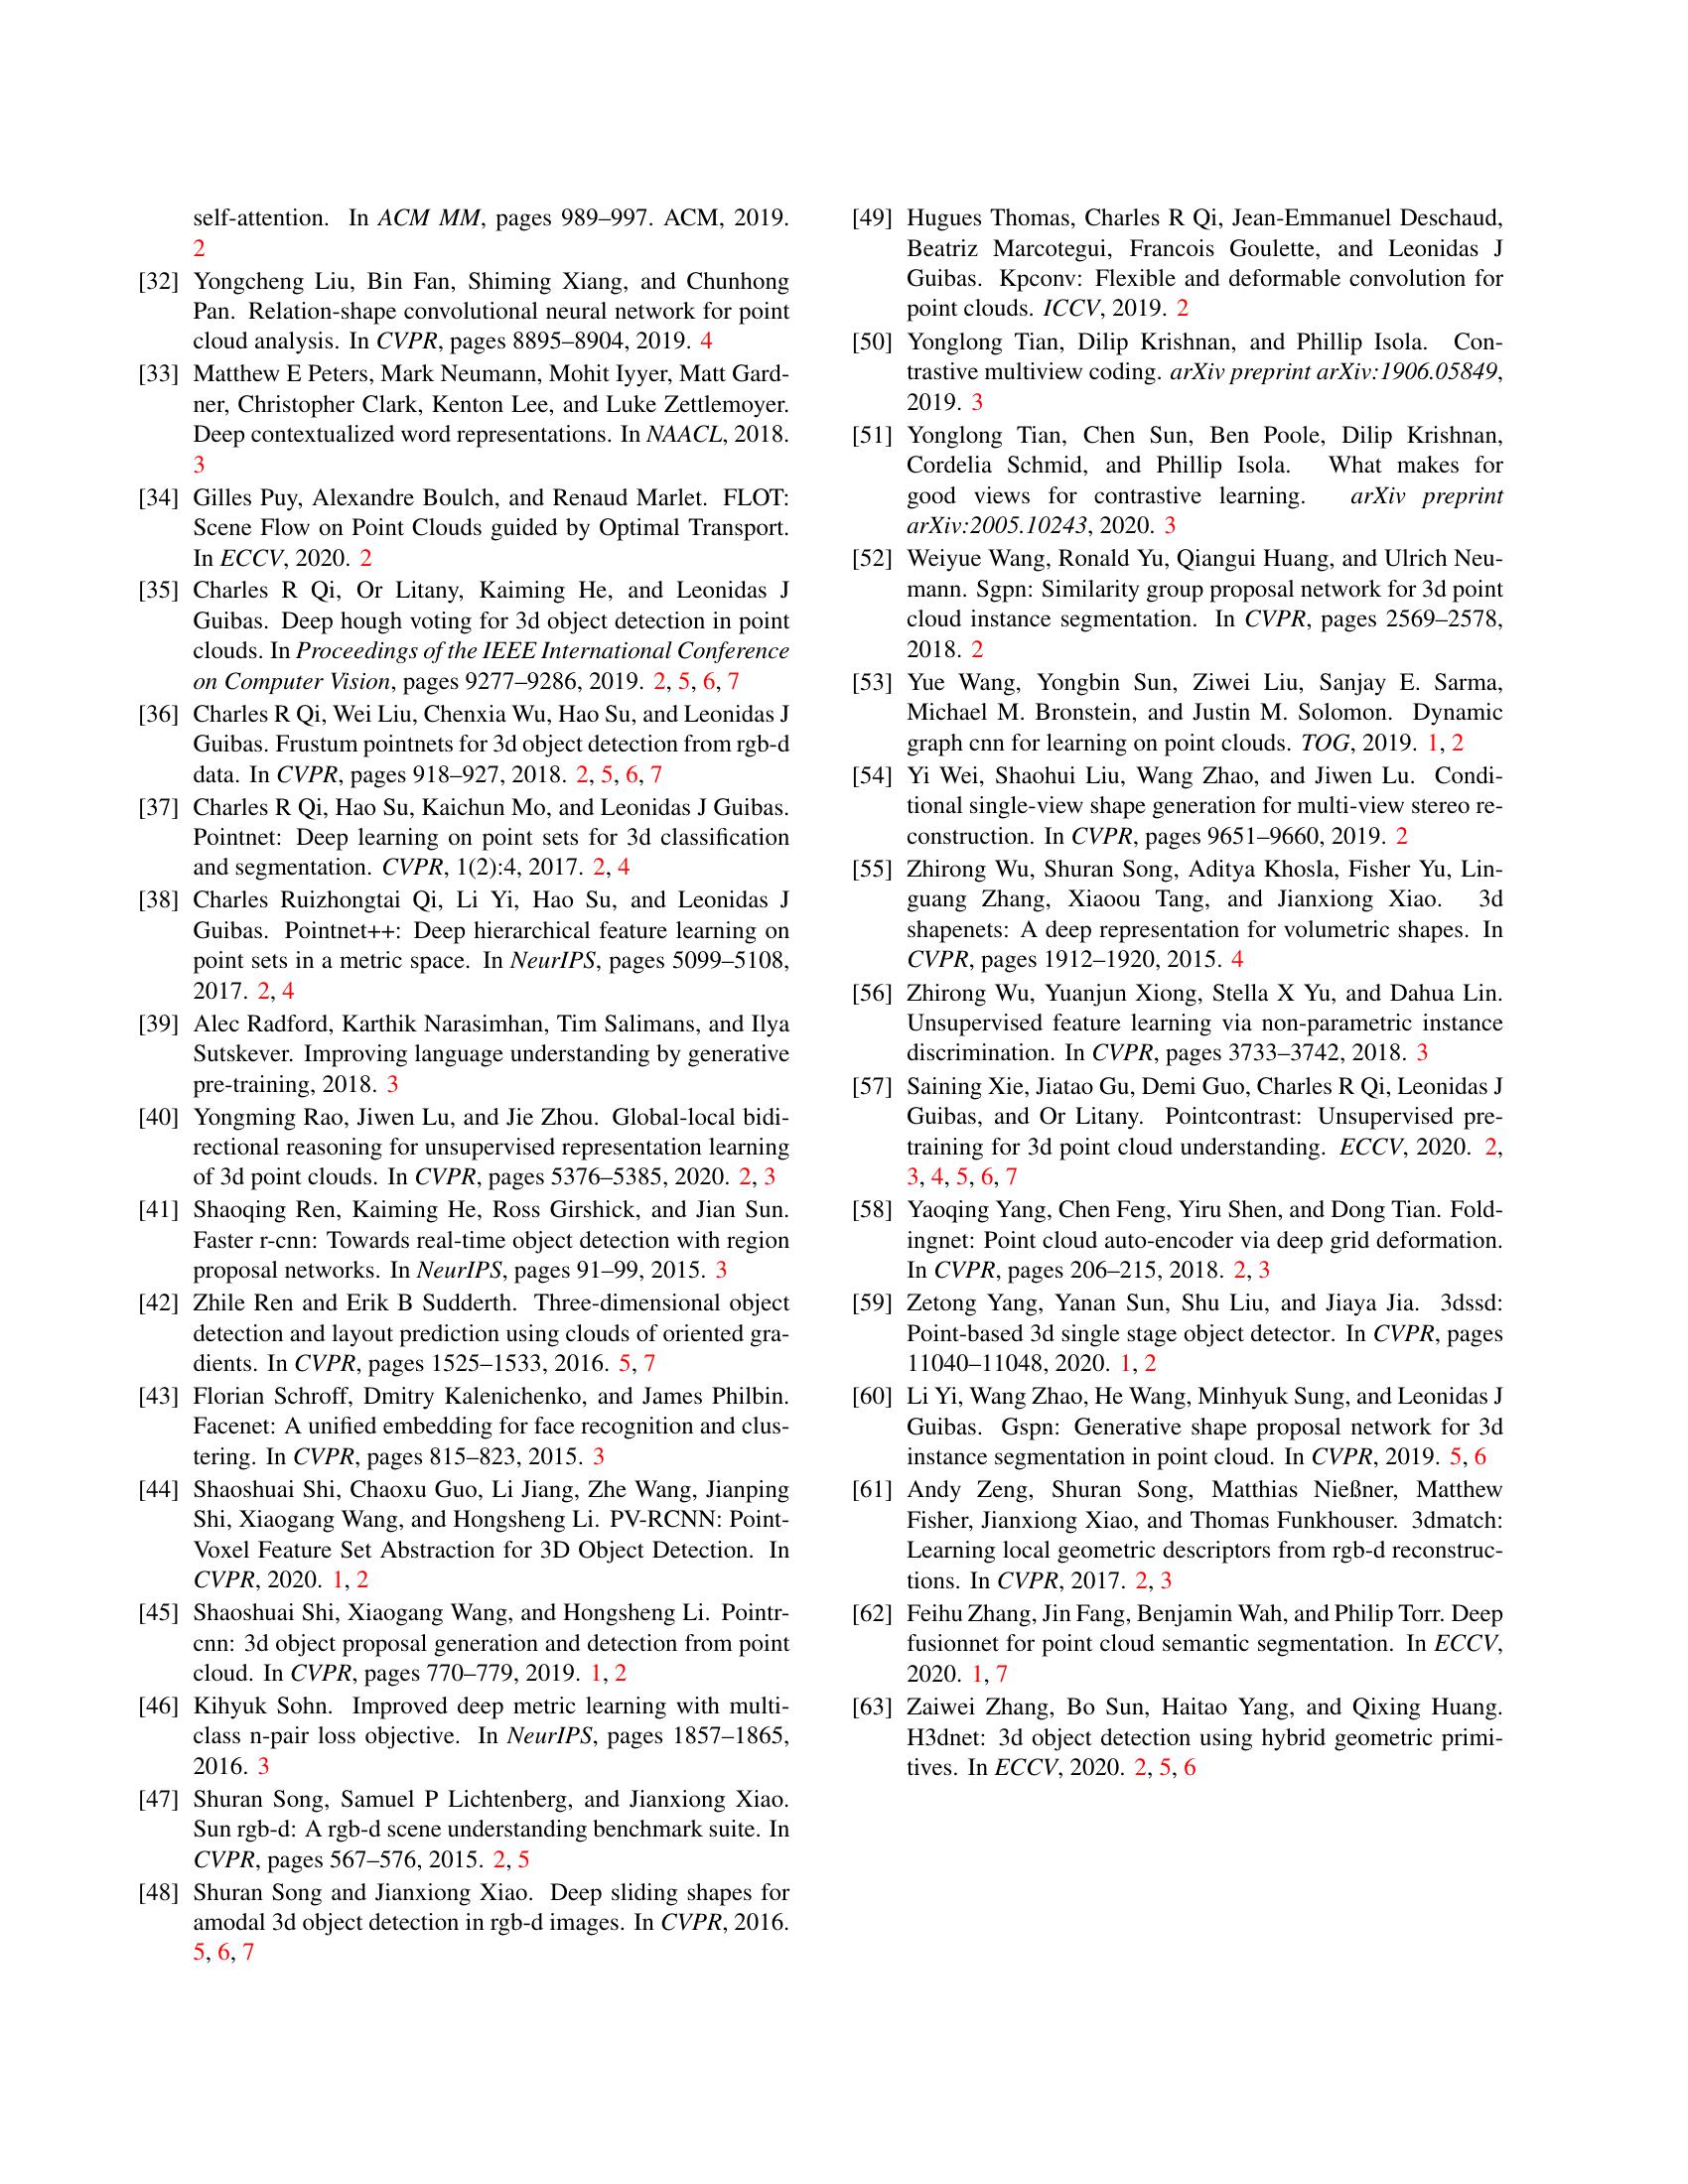 self-attention. In ACM MM, pages 989–997. ACM, 2019.
2
[32] Yongcheng Liu, Bin Fan, Shiming Xiang, and Chunhong
Pan. Relation-shape convolutional neural network for point
cloud analysis. In CVPR, pages 8895–8904, 2019. 4
[33] Matthew E Peters, Mark Neumann, Mohit Iyyer, Matt Gard-
ner, Christopher Clark, Kenton Lee, and Luke Zettlemoyer.
Deep contextualized word representations. In NAACL, 2018.
3
[34] Gilles Puy, Alexandre Boulch, and Renaud Marlet. FLOT:
Scene Flow on Point Clouds guided by Optimal Transport.
In ECCV, 2020. 2
[35] Charles R Qi, Or Litany, Kaiming He, and Leonidas J
Guibas. Deep hough voting for 3d object detection in point
clouds. In Proceedings of the IEEE International Conference
on Computer Vision, pages 9277–9286, 2019. 2, 5, 6, 7
[36] Charles R Qi, Wei Liu, Chenxia Wu, Hao Su, and Leonidas J
Guibas. Frustum pointnets for 3d object detection from rgb-d
data. In CVPR, pages 918–927, 2018. 2, 5, 6, 7
[37] Charles R Qi, Hao Su, Kaichun Mo, and Leonidas J Guibas.
Pointnet: Deep learning on point sets for 3d classification
and segmentation. CVPR, 1(2):4, 2017. 2, 4
[38] Charles Ruizhongtai Qi, Li Yi, Hao Su, and Leonidas J
Guibas. Pointnet++: Deep hierarchical feature learning on
point sets in a metric space. In NeurIPS, pages 5099–5108,
2017. 2, 4
[39] Alec Radford, Karthik Narasimhan, Tim Salimans, and Ilya
Sutskever. Improving language understanding by generative
pre-training, 2018. 3
[40] Yongming Rao, Jiwen Lu, and Jie Zhou. Global-local bidi-
rectional reasoning for unsupervised representation learning
of 3d point clouds. In CVPR, pages 5376–5385, 2020. 2, 3
[41] Shaoqing Ren, Kaiming He, Ross Girshick, and Jian Sun.
Faster r-cnn: Towards real-time object detection with region
proposal networks. In NeurIPS, pages 91–99, 2015. 3
[42] Zhile Ren and Erik B Sudderth. Three-dimensional object
detection and layout prediction using clouds of oriented gra-
dients. In CVPR, pages 1525–1533, 2016. 5, 7
[43] Florian Schroff, Dmitry Kalenichenko, and James Philbin.
Facenet: A unified embedding for face recognition and clus-
tering. In CVPR, pages 815–823, 2015. 3
[44] Shaoshuai Shi, Chaoxu Guo, Li Jiang, Zhe Wang, Jianping
Shi, Xiaogang Wang, and Hongsheng Li. PV-RCNN: Point-
Voxel Feature Set Abstraction for 3D Object Detection. In
CVPR, 2020. 1, 2
[45] Shaoshuai Shi, Xiaogang Wang, and Hongsheng Li. Pointr-
cnn: 3d object proposal generation and detection from point
cloud. In CVPR, pages 770–779, 2019. 1, 2
[46] Kihyuk Sohn. Improved deep metric learning with multi-
class n-pair loss objective. In NeurIPS, pages 1857–1865,
2016. 3
[47] Shuran Song, Samuel P Lichtenberg, and Jianxiong Xiao.
Sun rgb-d: A rgb-d scene understanding benchmark suite. In
CVPR, pages 567–576, 2015. 2, 5
[48] Shuran Song and Jianxiong Xiao. Deep sliding shapes for
amodal 3d object detection in rgb-d images. In CVPR, 2016.
5, 6, 7
[49] Hugues Thomas, Charles R Qi, Jean-Emmanuel Deschaud,
Beatriz Marcotegui, Francois Goulette, and Leonidas J
Guibas. Kpconv: Flexible and deformable convolution for
point clouds. ICCV, 2019. 2
[50] Yonglong Tian, Dilip Krishnan, and Phillip Isola. Con-
trastive multiview coding. arXiv preprint arXiv:1906.05849,
2019. 3
[51] Yonglong Tian, Chen Sun, Ben Poole, Dilip Krishnan,
Cordelia Schmid, and Phillip Isola. What makes for
good views for contrastive learning. arXiv preprint
arXiv:2005.10243, 2020. 3
[52] Weiyue Wang, Ronald Yu, Qiangui Huang, and Ulrich Neu-
mann. Sgpn: Similarity group proposal network for 3d point
cloud instance segmentation. In CVPR, pages 2569–2578,
2018. 2
[53] Yue Wang, Yongbin Sun, Ziwei Liu, Sanjay E. Sarma,
Michael M. Bronstein, and Justin M. Solomon. Dynamic
graph cnn for learning on point clouds. TOG, 2019. 1, 2
[54] Yi Wei, Shaohui Liu, Wang Zhao, and Jiwen Lu. Condi-
tional single-view shape generation for multi-view stereo re-
construction. In CVPR, pages 9651–9660, 2019. 2
[55] Zhirong Wu, Shuran Song, Aditya Khosla, Fisher Yu, Lin-
guang Zhang, Xiaoou Tang, and Jianxiong Xiao. 3d
shapenets: A deep representation for volumetric shapes. In
CVPR, pages 1912–1920, 2015. 4
[56] Zhirong Wu, Yuanjun Xiong, Stella X Yu, and Dahua Lin.
Unsupervised feature learning via non-parametric instance
discrimination. In CVPR, pages 3733–3742, 2018. 3
[57] Saining Xie, Jiatao Gu, Demi Guo, Charles R Qi, Leonidas J
Guibas, and Or Litany. Pointcontrast: Unsupervised pre-
training for 3d point cloud understanding. ECCV, 2020. 2,
3, 4, 5, 6, 7
[58] Yaoqing Yang, Chen Feng, Yiru Shen, and Dong Tian. Fold-
ingnet: Point cloud auto-encoder via deep grid deformation.
In CVPR, pages 206–215, 2018. 2, 3
[59] Zetong Yang, Yanan Sun, Shu Liu, and Jiaya Jia. 3dssd:
Point-based 3d single stage object detector. In CVPR, pages
11040–11048, 2020. 1, 2
[60] Li Yi, Wang Zhao, He Wang, Minhyuk Sung, and Leonidas J
Guibas. Gspn: Generative shape proposal network for 3d
instance segmentation in point cloud. In CVPR, 2019. 5, 6
[61] Andy Zeng, Shuran Song, Matthias Nießner, Matthew
Fisher, Jianxiong Xiao, and Thomas Funkhouser. 3dmatch:
Learning local geometric descriptors from rgb-d reconstruc-
tions. In CVPR, 2017. 2, 3
[62] Feihu Zhang, Jin Fang, Benjamin Wah, and Philip Torr. Deep
fusionnet for point cloud semantic segmentation. In ECCV,
2020. 1, 7
[63] Zaiwei Zhang, Bo Sun, Haitao Yang, and Qixing Huang.
H3dnet: 3d object detection using hybrid geometric primi-
tives. In ECCV, 2020. 2, 5, 6